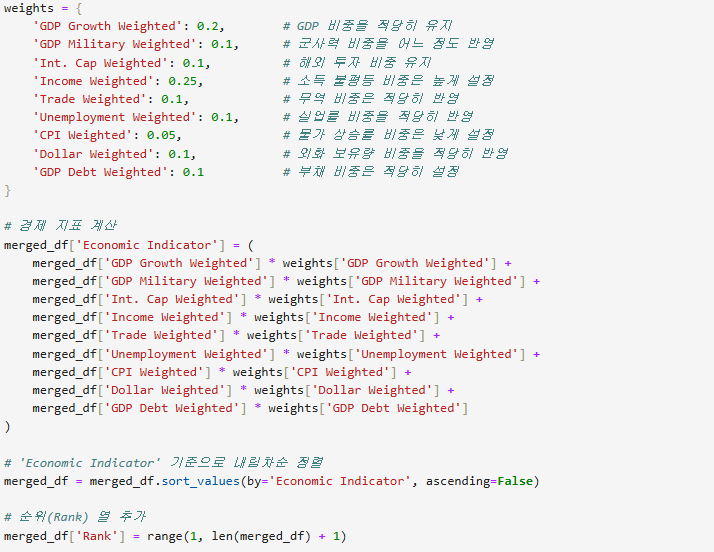 weights = {
    'GDP Growth Weighted': 0.2,        # GDP 비중을 적당히 유지
    'GDP Military Weighted': 0.1,      # 군사력 비중을 어느 정도 반영
    'Int. Cap Weighted': 0.1,          # 해외 투자 비중 유지
    'Income Weighted': 0.25,           # 소득 불평등 비중은 높게 설정
    'Trade Weighted': 0.1,             # 무역 비중은 적당히 반영
    'Unemployment Weighted': 0.1,      # 실업률 비중을 적당히 반영
    'CPI Weighted': 0.05,              # 물가 상승률 비중은 낮게 설정
    'Dollar Weighted': 0.1,            # 외화 보유량 비중을 적당히 반영
    'GDP Debt Weighted': 0.1           # 부채 비중은 적당히 설정
}

# 경제 지표 계산
merged_df['Economic Indicator'] = (
    merged_df['GDP Growth Weighted'] * weights['GDP Growth Weighted'] +
    merged_df['GDP Military Weighted'] * weights['GDP Military Weighted'] +
    merged_df['Int. Cap Weighted'] * weights['Int. Cap Weighted'] +
    merged_df['Income Weighted'] * weights['Income Weighted'] +
    merged_df['Trade Weighted'] * weights['Trade Weighted'] +
    merged_df['Unemployment Weighted'] * weights['Unemployment Weighted'] +
    merged_df['CPI Weighted'] * weights['CPI Weighted'] +
    merged_df['Dollar Weighted'] * weights['Dollar Weighted'] +
    merged_df['GDP Debt Weighted'] * weights['GDP Debt Weighted']
)

# 'Economic Indicator' 기준으로 내림차순 정렬
merged_df = merged_df.sort_values(by='Economic Indicator', ascending=False)

# 순위(Rank) 열 추가
merged_df['Rank'] = range(1, len(merged_df) + 1)